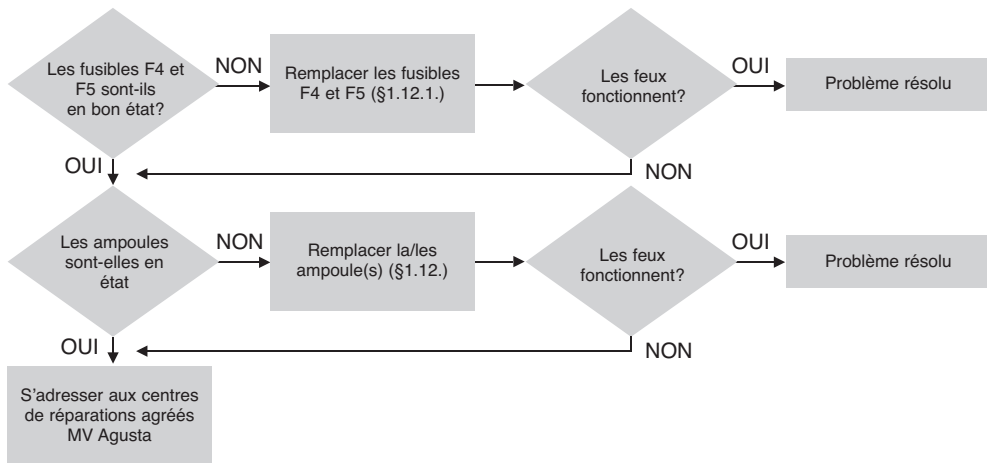 Les fusibles F4 et
F5 sont-ils
en bon état?
NON
Remplacer les fusibles
F4 et F5 (§1.12.1.)
Les feux
fonctionnent?
OUI
Problème résolu
OUI
NON
Les ampoules
sont-elles en
état
NON
Remplacer la/les
ampoule(s) (§1.12.)
Les feux
fonctionnent?
OUI
Problème résolu
OUI
NON
S'adresser aux centres
de réparations agréés
MV Agusta